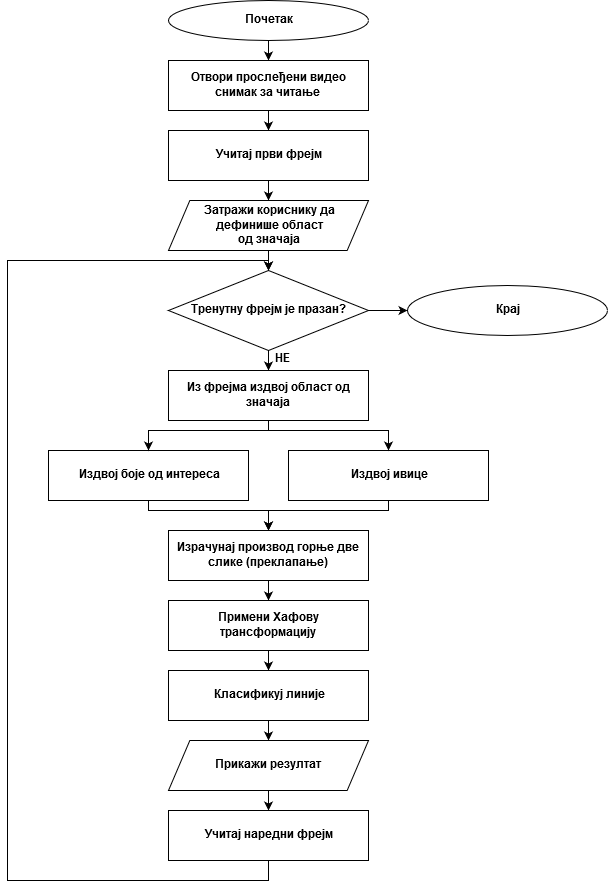 Почетак
Отвори прослеђени видео
снимак за читање
Учитај први фрејм
Затражи кориснику да
дефинише област
од значаја
Тренутну фрејм је празан?
Крај
НЕ
Из фрејма издвој област од
значаја
Издвој боје од интереса
Издвој ивице
Израчунај производ горње две
слике (преклапање)
Примени Хафову
трансформацију
Класификуј линије
Прикажи резултат
Учитај наредни фрејм